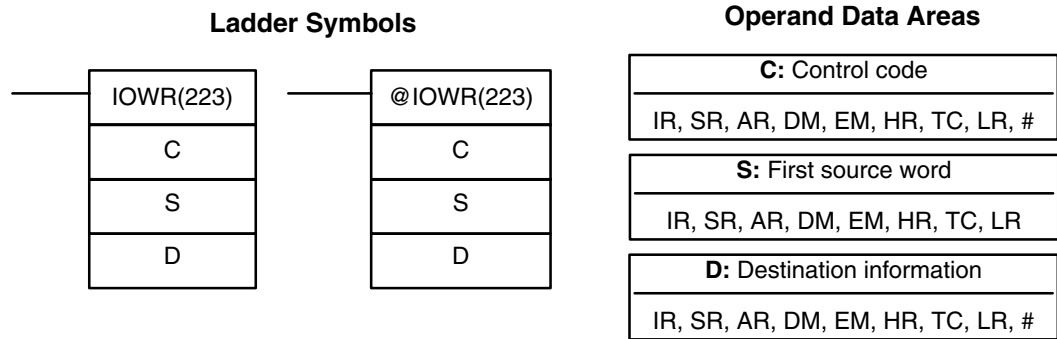 Ladder Symbols
IOWR(223)
C
S
D
@IOWR(223)
C
S
D
Operand Data Areas
C: Control code
IR, SR, AR, DM, EM, HR, TC, LR, #
S: First source word
IR, SR, AR, DM, EM, HR, TC, LR
D: Destination information
IR, SR, AR, DM, EM, HR, TC, LR, #